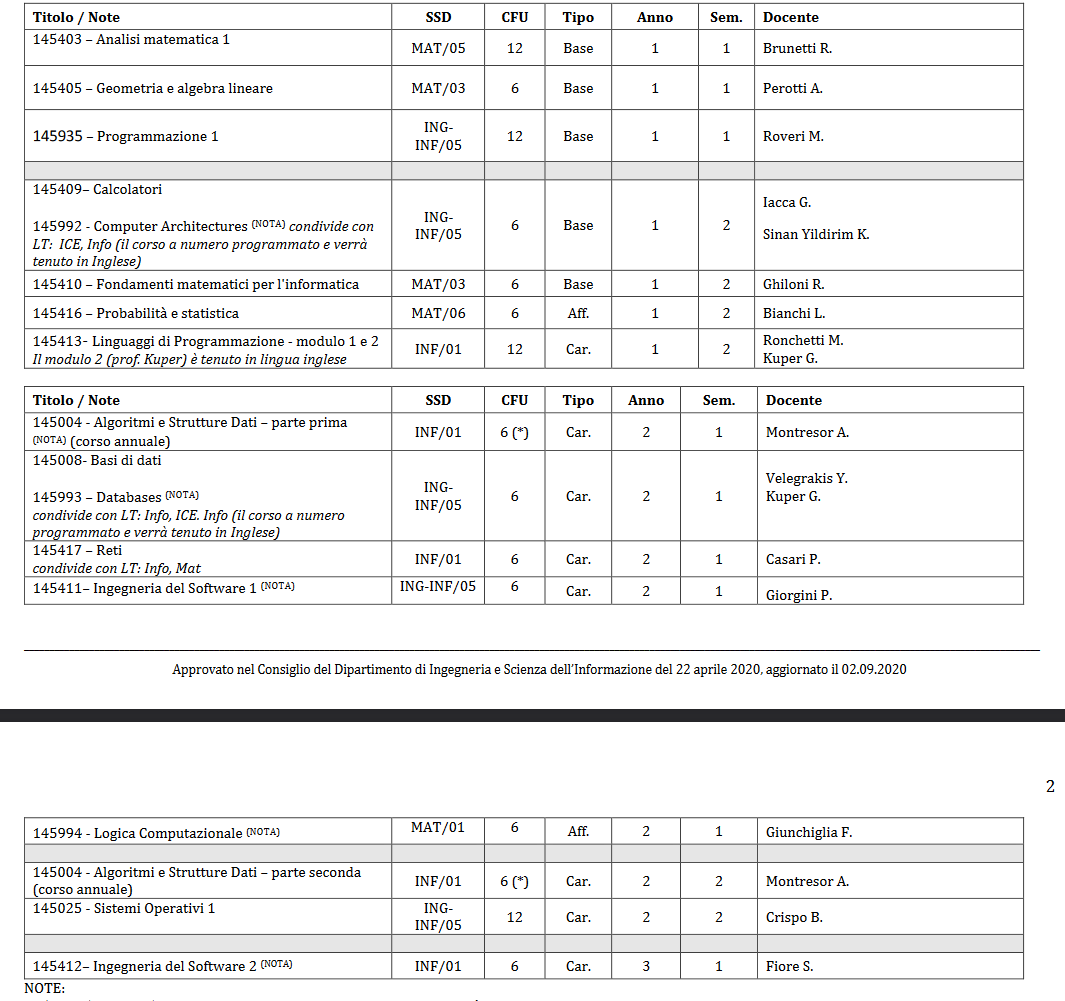 Titolo / Note SSD CFU Tipo Anno Sem. Docente
145403 – Analisi matematica 1 MAT/05 12 Base 1 1 Brunetti R.
145405 – Geometria e algebra lineare MAT/03 6 Base 1 1 Perotti A.
145935 – Programmazione 1 ING-
INF/05 12 Base 1 1 Roveri M.
145409– Calcolatori
145992 - Computer Architectures (NOTA) condivide con
LT: ICE, Info (il corso a numero programmato e verrà
tenuto in Inglese)
ING-
INF/05 6 Base 1 2
Iacca G.
Sinan Yildirim K.
145410 – Fondamenti matematici per l'informatica MAT/03 6 Base 1 2 Ghiloni R.
145416 – Probabilità e statistica MAT/06 6 Aff. 1 2 Bianchi L.
145413- Linguaggi di Programmazione - modulo 1 e 2
Il modulo 2 (prof. Kuper) è tenuto in lingua inglese
INF/01 12 Car. 1 2
Ronchetti M.
Kuper G.
Titolo / Note SSD CFU Tipo Anno Sem. Docente
145004 - Algoritmi e Strutture Dati – parte prima
(NOTA) (corso annuale)
INF/01 6 (*) Car. 2 1 Montresor A.
145008- Basi di dati
145993 – Databases (NOTA)
condivide con LT: Info, ICE. Info (il corso a numero
programmato e verrà tenuto in Inglese)
ING-
INF/05 6 Car. 2 1
Velegrakis Y.
Kuper G.
145417 – Reti
condivide con LT: Info, Mat
INF/01 6 Car. 2 1 Casari P.
145411– Ingegneria del Software 1 (NOTA) ING-INF/05 6 Car. 2 1 Giorgini P.
Approvato nel Consiglio del Dipartimento di Ingegneria e Scienza dell'Informazione del 22 aprile 2020, aggiornato il 02.09.2020
2
145994 - Logica Computazionale (NOTA) MAT/01 6 Aff. 2 1 Giunchiglia F.
145004 - Algoritmi e Strutture Dati – parte seconda
(corso annuale)
INF/01 6 (*) Car. 2 2 Montresor A.
145025 - Sistemi Operativi 1 ING-
INF/05 12 Car. 2 2 Crispo B.
145412– Ingegneria del Software 2 (NOTA) INF/01 6 Car. 3 1 Fiore S.
NOTE: